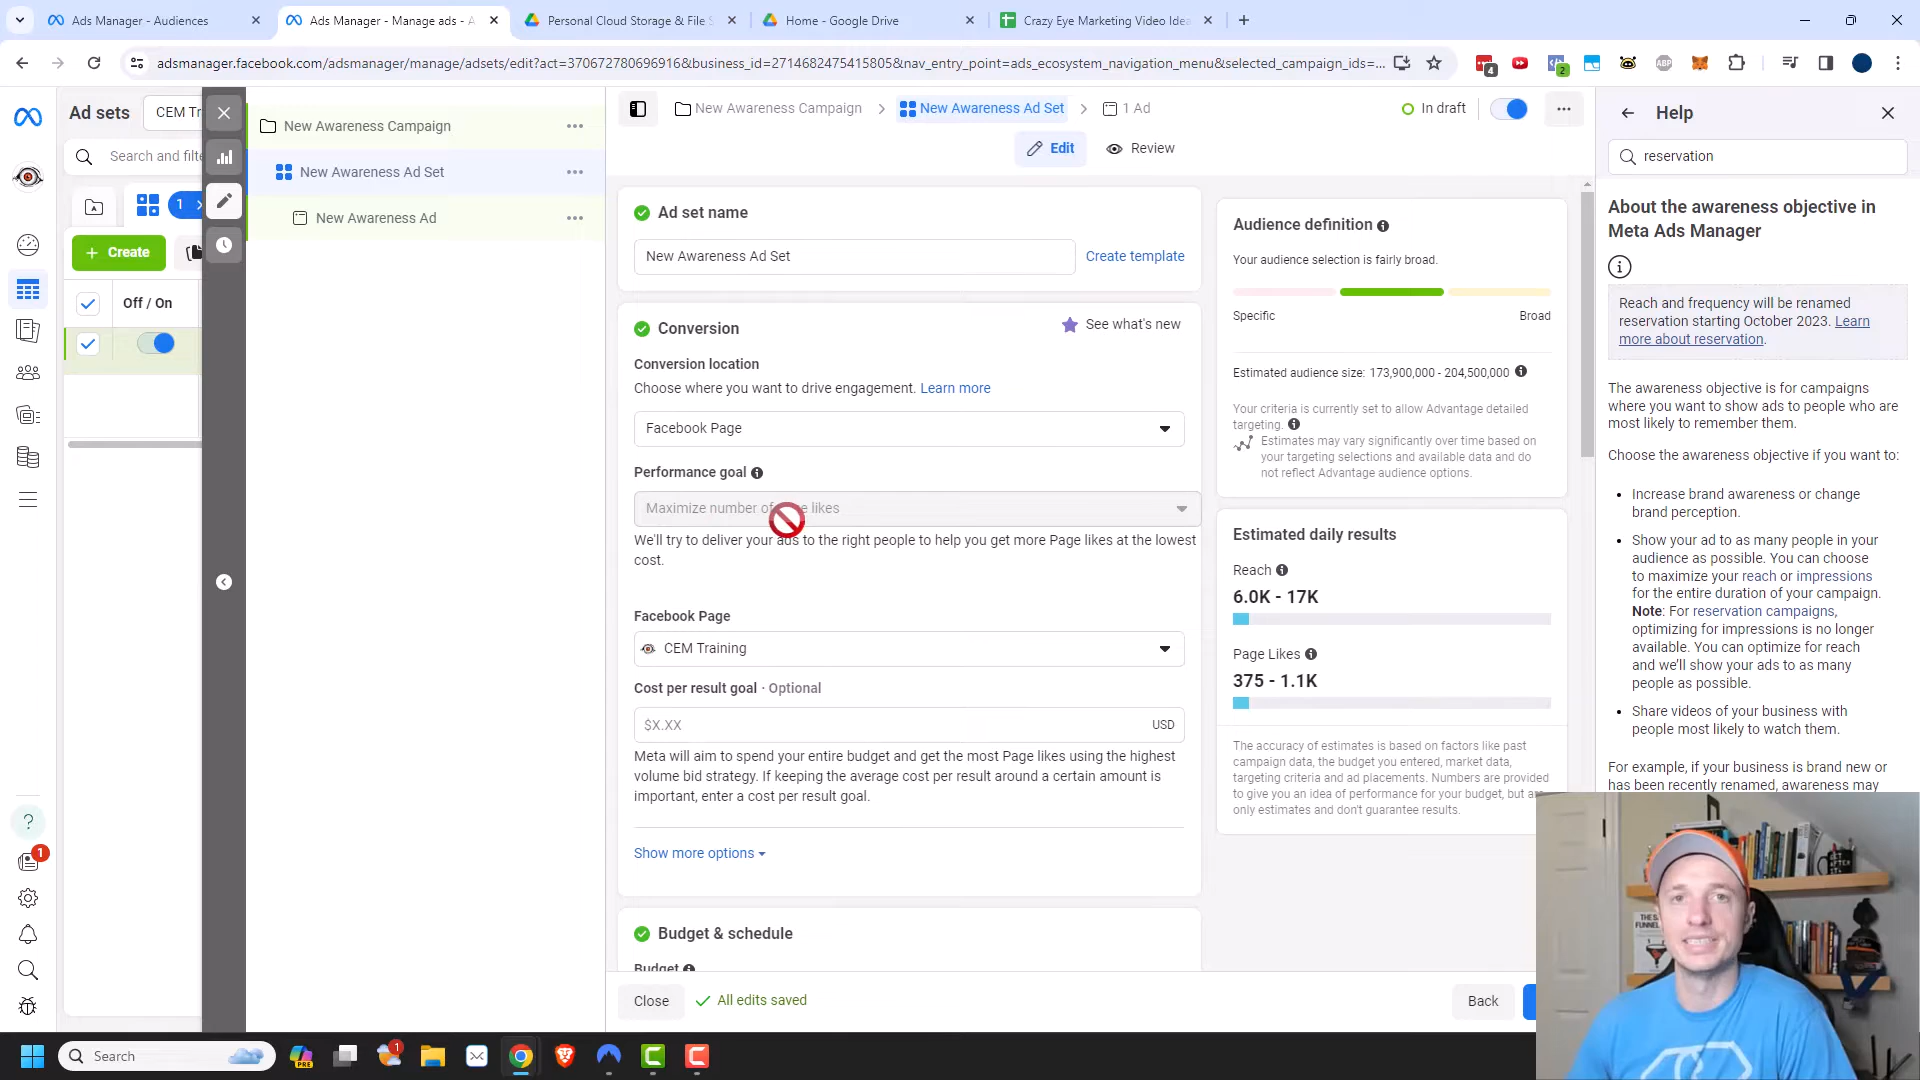 Ads Manager - Audiences
Ads Manager - Manage ads - A
Personal Cloud Storage & File S
Home - Google Drive
Crazy Eye Marketing Video Idea
adsmanager.facebook.com/adsmanager/manage/adsets/edit?act=3706727806966916&business_id=2714682475415805&nav_entry_point=ads_ecosystem_navigation_menu&selected_campaign_ids=...
4
2
ABP
Ad sets
CEM Tr
Search and filte
1
+ Create
Off / On
New Awareness Campaign
New Awareness Ad Set
New Awareness Ad
New Awareness Campaign
New Awareness Ad Set
1 Ad
In draft
Edit
Review
Ad set name
New Awareness Ad Set
Create template
Conversion
See what's new
Conversion location
Choose where you want to drive engagement. Learn more
Facebook Page
Performance goal
Maximize number of page likes
We'll try to deliver your ads to the right people to help you get more Page likes at the lowest
cost.
Facebook Page
CEM Training
Cost per result goal · Optional
$X.XX
USD
Meta will aim to spend your entire budget and get the most Page likes using the highest
volume bid strategy. If keeping the average cost per result around a certain amount is
important, enter a cost per result goal.
Show more options
Budget & schedule
Budget
Close
All edits saved
Back
Audience definition
Your audience selection is fairly broad.
Specific
Broad
Estimated audience size: 173,900,000 - 204,500,000
Your criteria is currently set to allow Advantage detailed
targeting.
Estimates may vary significantly over time based on
your targeting selections and available data and do
not reflect Advantage audience options.
Estimated daily results
Reach
6.0K - 17K
Page Likes
375 - 1.1K
The accuracy of estimates is based on factors like past
campaign data, the budget you entered, market data,
targeting criteria and ad placements. Numbers are provided
to give you an idea of performance for your budget, but are
only estimates and don't guarantee results.
Help
reservation
About the awareness objective in
Meta Ads Manager
Reach and frequency will be renamed
reservation starting October 2023. Learn
more about reservation.
The awareness objective is for campaigns
where you want to show ads to people who are
most likely to remember them.
Choose the awareness objective if you want to:
• Increase brand awareness or change
brand perception.
• Show your ad to as many people in your
audience as possible. You can choose
to maximize your reach or impressions
for the entire duration of your campaign.
Note: For reservation campaigns,
optimizing for impressions is no longer
available. You can optimize for reach
and we'll show your ads to as many
people as possible.
• Share videos of your business with
people most likely to watch them.
For example, if your business is brand new or
has been recently renamed, awareness may
1
Search
PRE
1